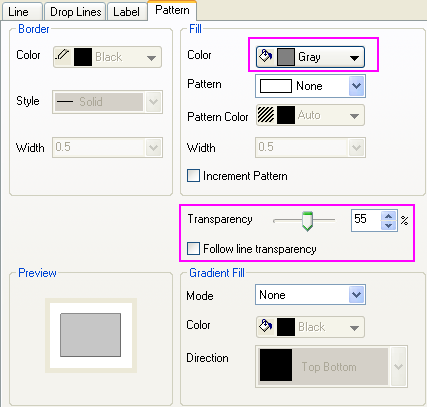 Line Drop Lines Label Pattern
Border
Color Black
Style Solid
Width 0.5
Fill
Color Gray
Pattern None
Pattern Color Auto
Width 0.5
Increment Pattern
Transparency 55 %
Follow line transparency
Preview
Gradient Fill
Mode None
Color Black
Direction Top Bottom